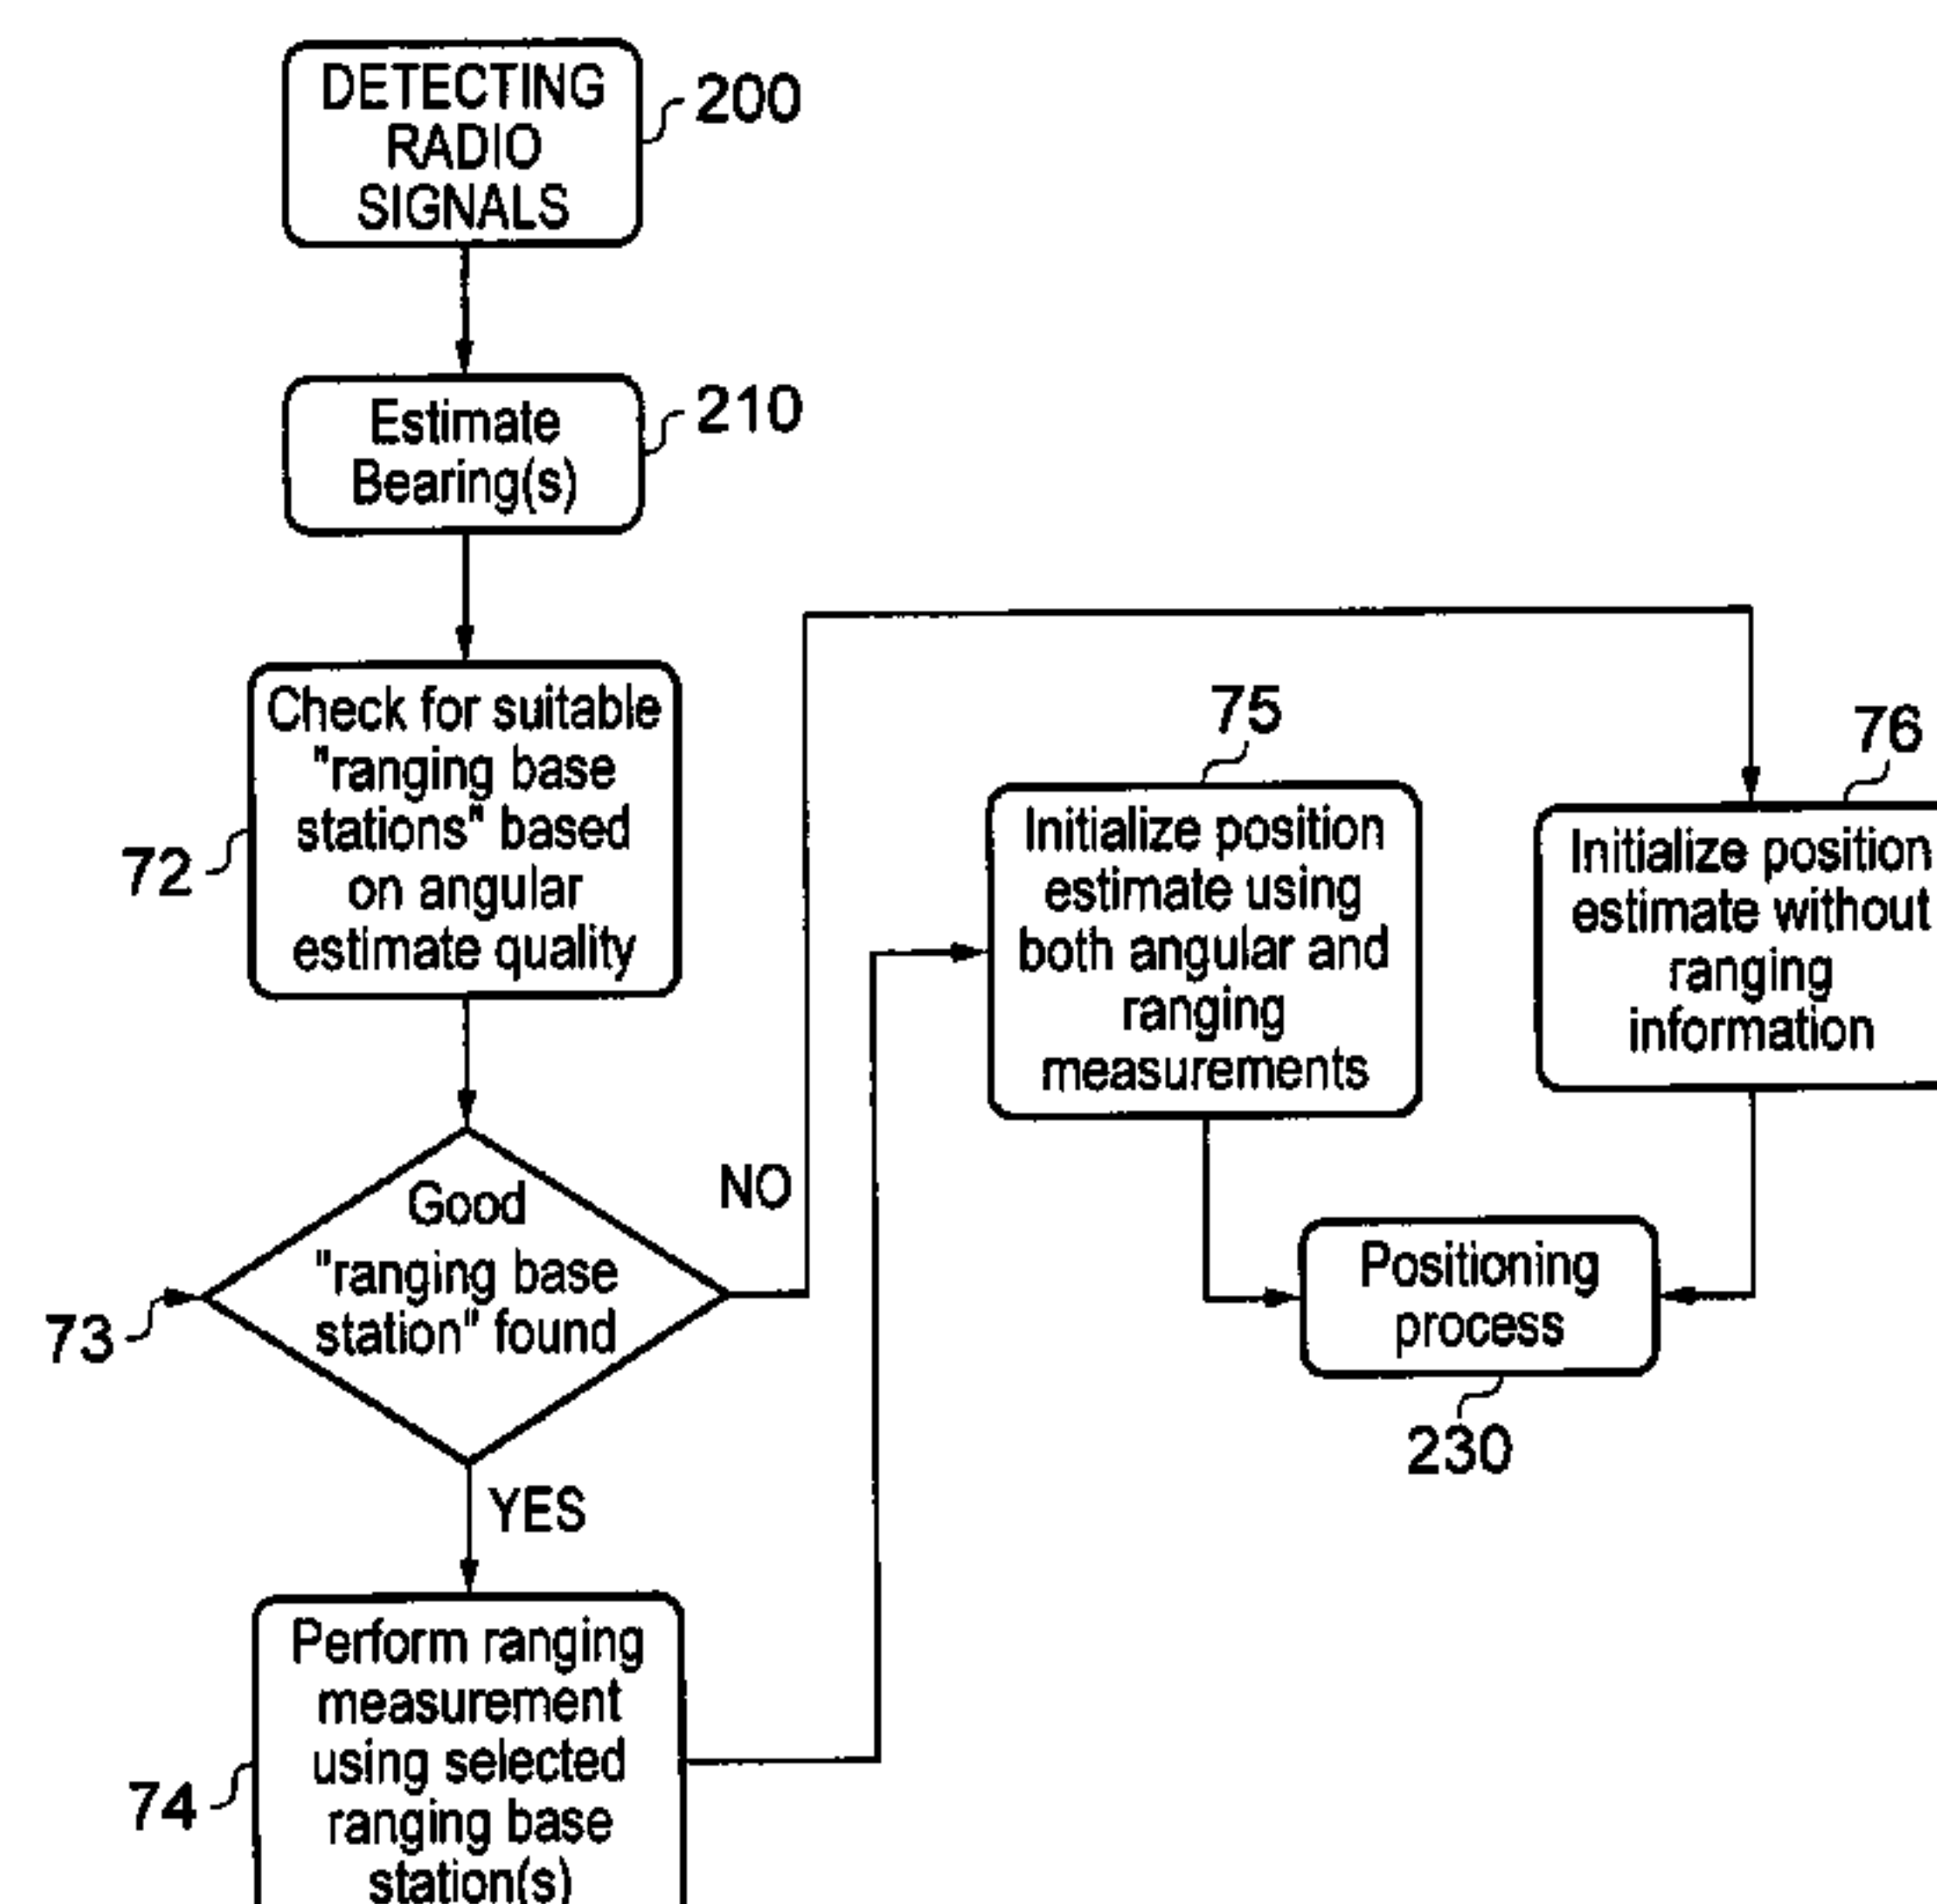 DETECTING
RADIO
SIGNALS
200
Estimate
Bearing(s)
210
Check for suitable
"ranging base
stations" based
on angular
estimate quality
72
Good
"ranging base
station" found
73
NO
YES
Perform ranging
measurement
using selected
ranging base
station(s)
74
75
Initialize position
estimate using
both angular and
ranging
measurements
76
Initialize position
estimate without
ranging
information
Positioning
process
230